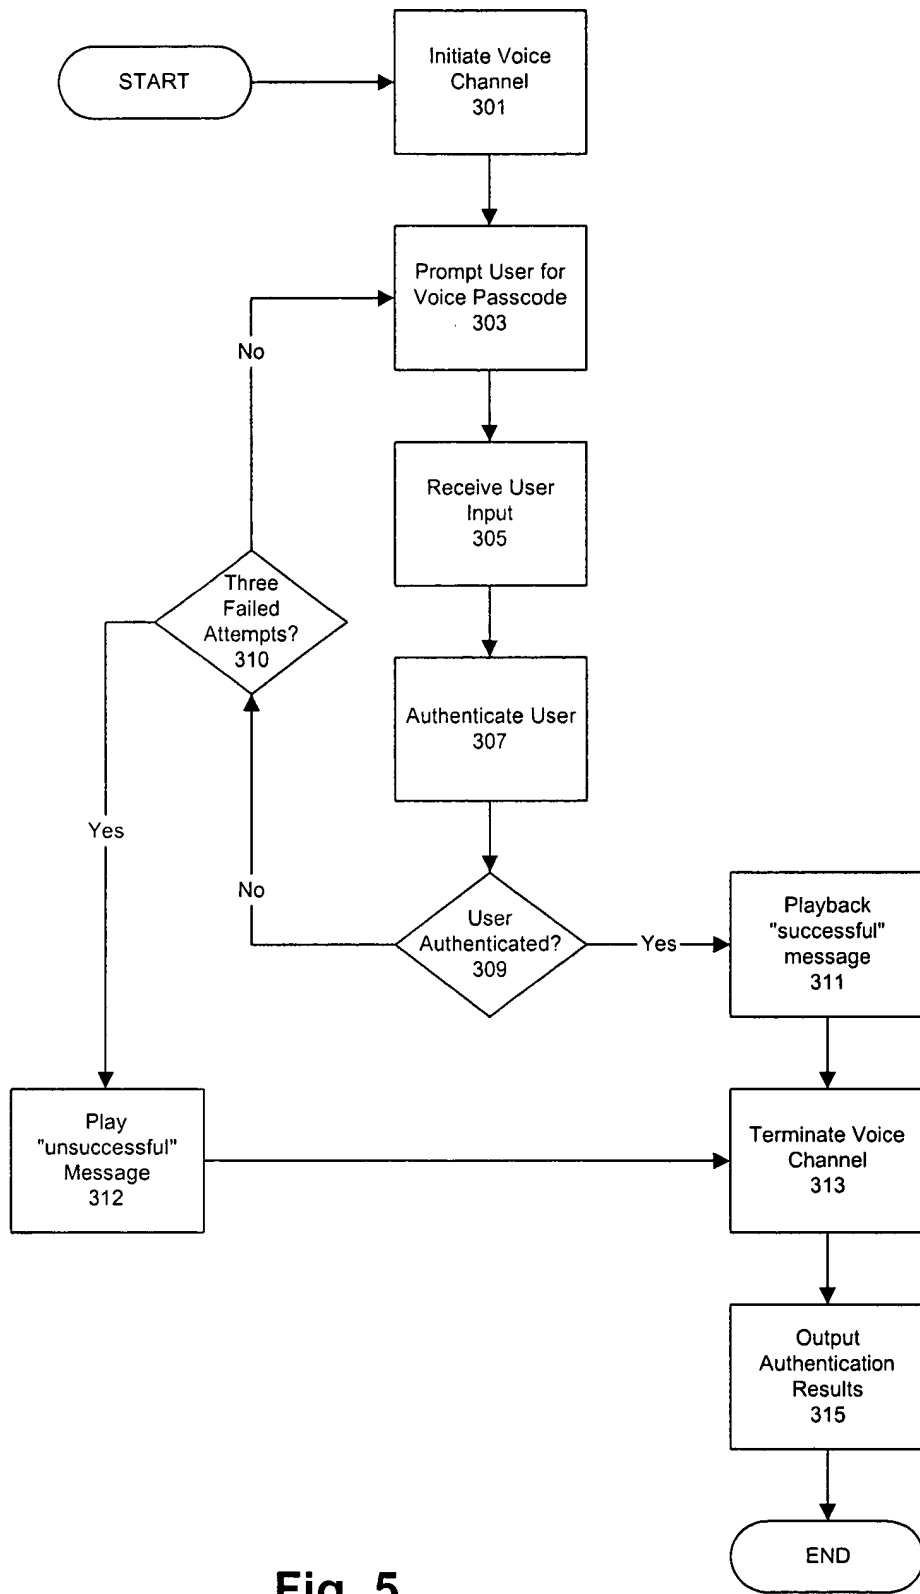 START
Initiate Voice
Channel
301
Prompt User for
Voice Passcode
303
No
Receive User
Input
305
Three
Failed
Attempts?
310
Authenticate User
307
Yes
No
User
Authenticated?
309
Yes
Playback
"successful"
message
311
Play
"unsuccessful"
Message
312
Terminate Voice
Channel
313
Output
Authentication
Results
315
END
Fig. 5